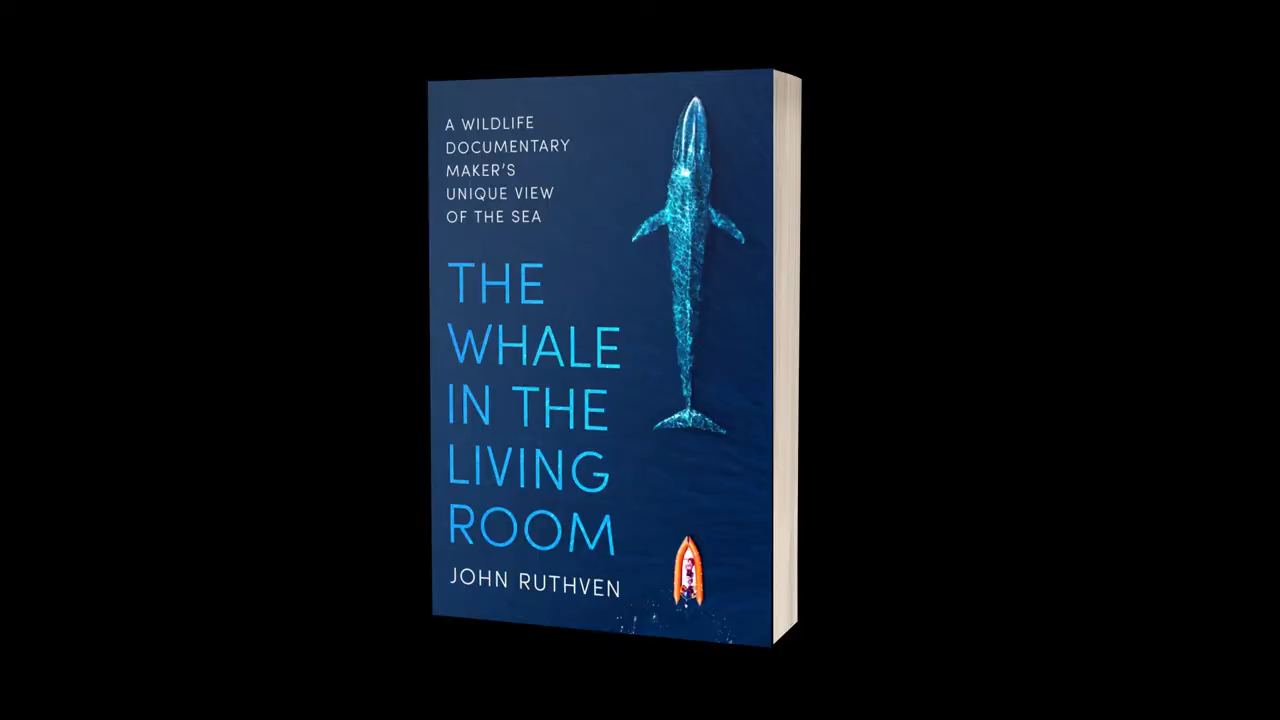 A WILDLIFE
DOCUMENTARY
MAKER'S
UNIQUE VIEW
OF THE SEA
THE
WHALE
IN THE
LIVING
ROOM
JOHN RUTHVEN